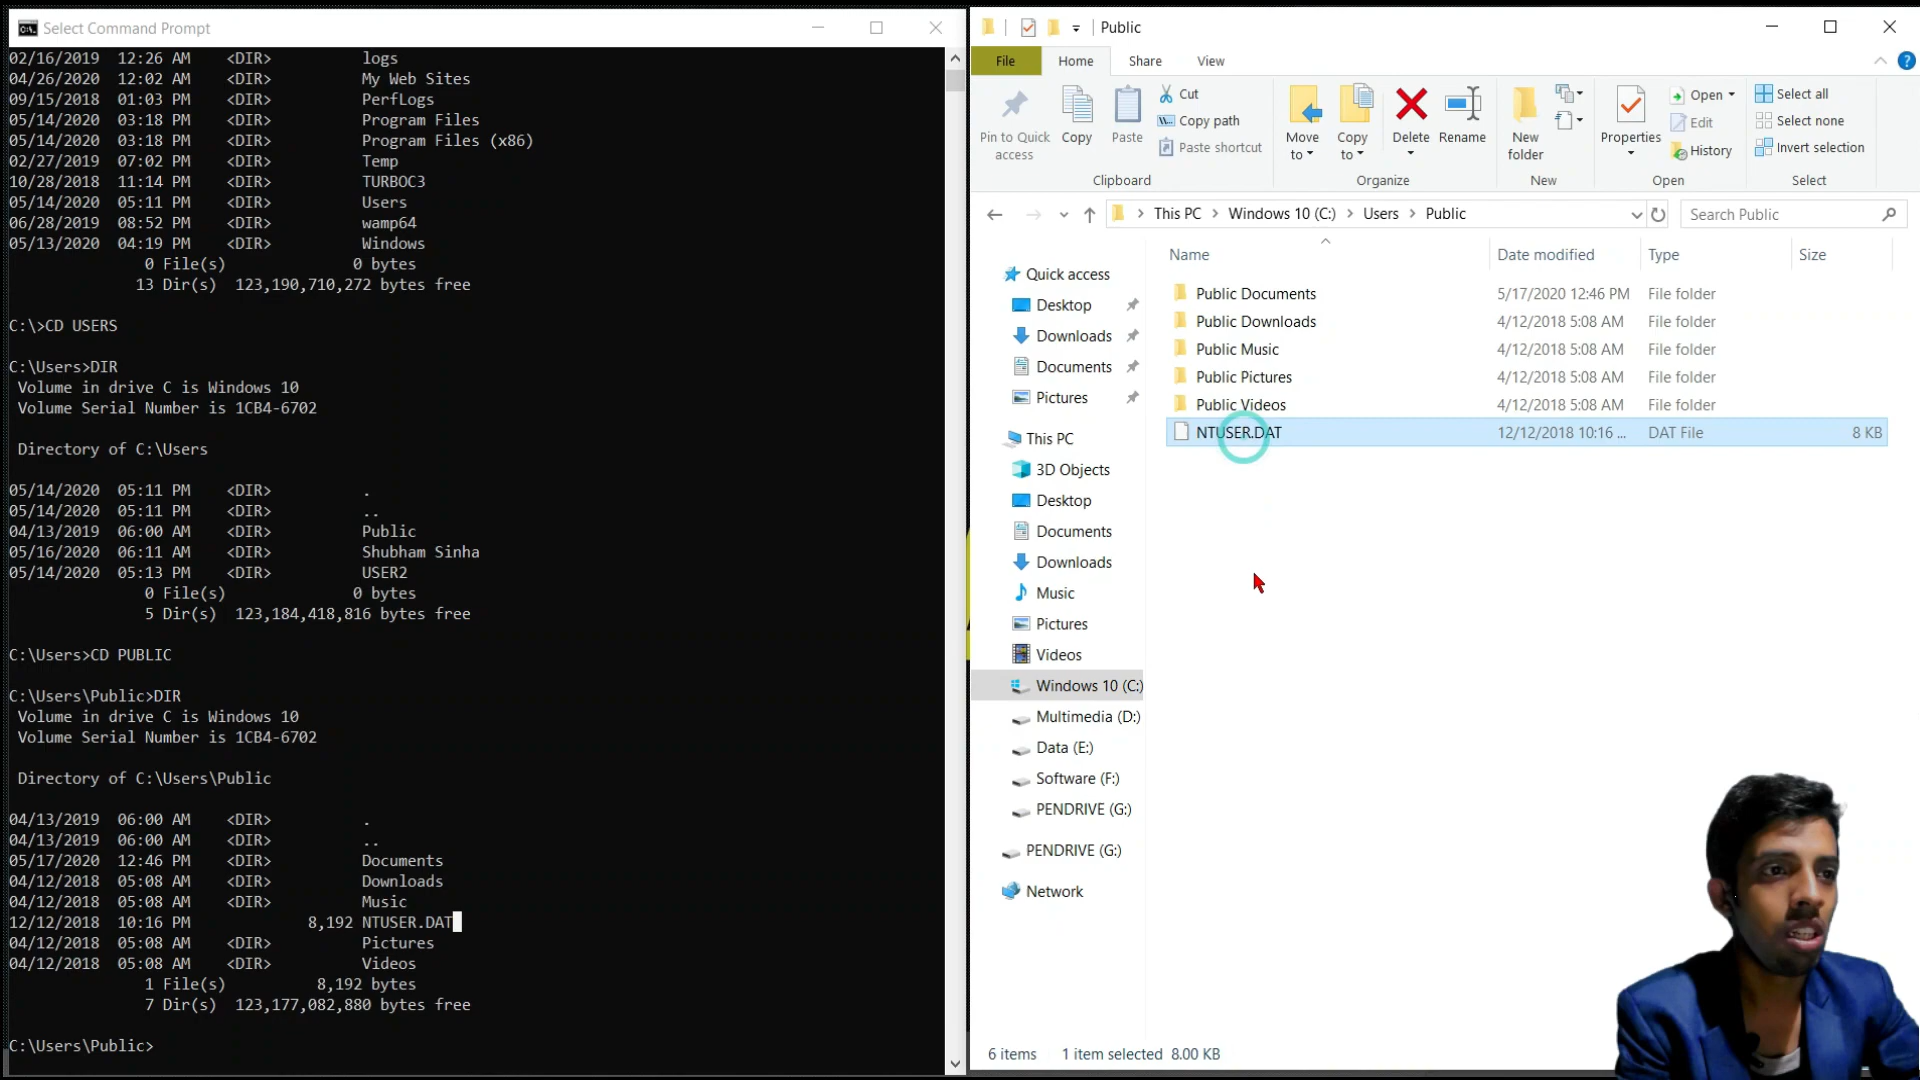 Select Command Prompt
02/16/2019  12:26 AM    <DIR>          logs
04/26/2020  12:02 AM    <DIR>          My Web Sites
09/15/2018  01:03 PM    <DIR>          PerfLogs
05/14/2020  03:18 PM    <DIR>          Program Files
05/14/2020  03:18 PM    <DIR>          Program Files (x86)
02/27/2019  07:02 PM    <DIR>          Temp
10/28/2018  11:14 PM    <DIR>          TURBOC3
05/14/2020  05:11 PM    <DIR>          Users
06/28/2019  08:52 PM    <DIR>          wamp64
05/13/2020  04:19 PM    <DIR>          Windows
0 File(s)              0 bytes
13 Dir(s)  123,190,710,272 bytes free
C:\>CD USERS
C:\Users>DIR
Volume in drive C is Windows 10
Volume Serial Number is 1CB4-6702
Directory of C:\Users
05/14/2020  05:11 PM    <DIR>          .
05/14/2020  05:11 PM    <DIR>          ..
04/13/2019  06:00 AM    <DIR>          Public
05/16/2020  06:11 AM    <DIR>          Shubham Sinha
05/14/2020  05:13 PM    <DIR>          USER2
0 File(s)              0 bytes
5 Dir(s)  123,184,418,816 bytes free
C:\Users>CD PUBLIC
C:\Users\Public>DIR
Volume in drive C is Windows 10
Volume Serial Number is 1CB4-6702
Directory of C:\Users\Public
04/13/2019  06:00 AM    <DIR>          .
04/13/2019  06:00 AM    <DIR>          ..
05/17/2020  12:46 PM    <DIR>          Documents
04/12/2018  05:08 AM    <DIR>          Downloads
04/12/2018  05:08 AM    <DIR>          Music
12/12/2018  10:16 PM             8,192 NTUSER.DAT
04/12/2018  05:08 AM    <DIR>          Pictures
04/12/2018  05:08 AM    <DIR>          Videos
1 File(s)          8,192 bytes
7 Dir(s)  123,177,082,880 bytes free
C:\Users\Public>
Public
File Home Share View
Pin to Quick access
Copy
Paste
Cut
Copy path
Paste shortcut
Clipboard
Move to
Copy to
Delete
Rename
Organize
New folder
New
Properties
Open
Edit
History
Open
Select all
Select none
Invert selection
Select
This PC > Windows 10 (C:) > Users > Public
Search Public
Quick access
Desktop
Downloads
Documents
Pictures
This PC
3D Objects
Desktop
Documents
Downloads
Music
Pictures
Videos
Windows 10 (C:)
Multimedia (D:)
Data (E:)
Software (F:)
PENDRIVE (G:)
PENDRIVE (G:)
Network
Name Date modified Type Size
Public Documents 5/17/2020 12:46 PM File folder
Public Downloads 4/12/2018 5:08 AM File folder
Public Music 4/12/2018 5:08 AM File folder
Public Pictures 4/12/2018 5:08 AM File folder
Public Videos 4/12/2018 5:08 AM File folder
NTUSER.DAT 12/12/2018 10:16 ... DAT File 8 KB
6 items 1 item selected 8.00 KB